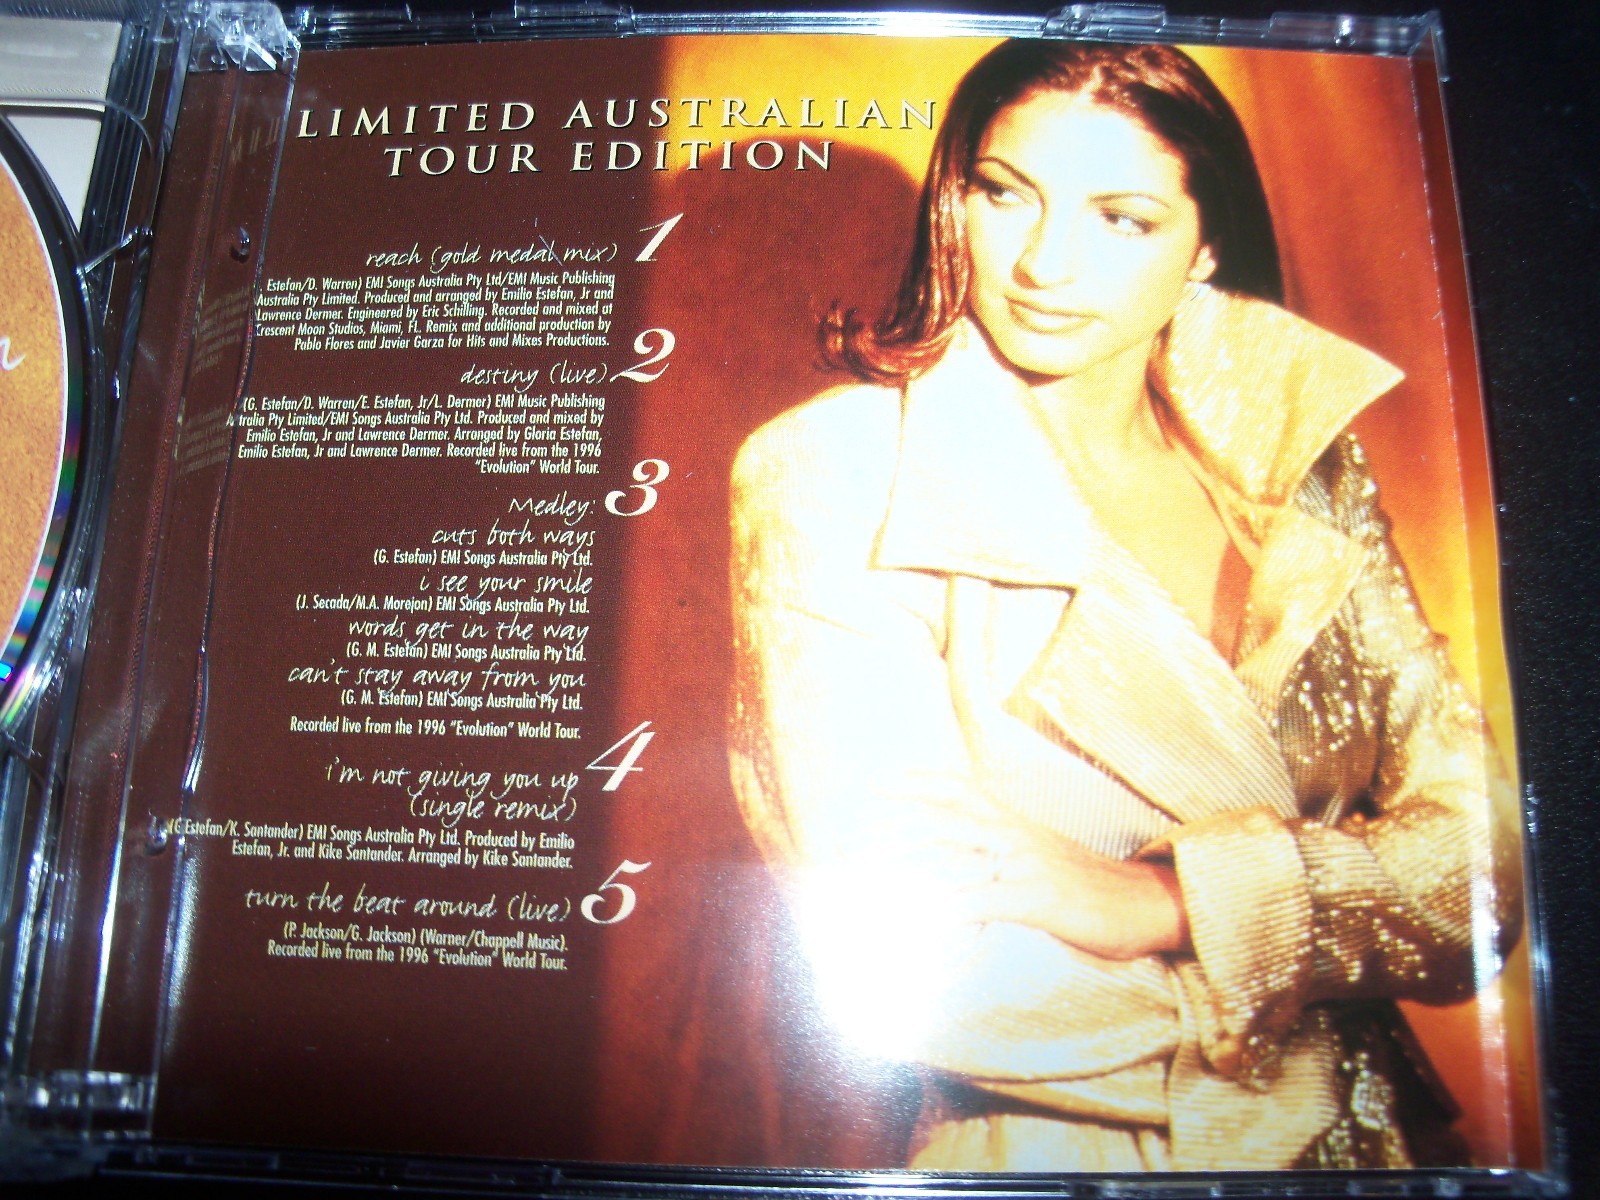 LIMITED AUSTRALIAN
TOUR EDITION
1
reach (gold medal mix)
Estefan/D. Warren) EMI Songs Australia Pty Ltd/EMI Music Publishing
Australia Pty Limited. Produced and arranged by Emilio Estefan, Jr and
Lawrence Dermer. Engineered by Eric Schilling. Recorded and mixed at
Crescent Moon Studios, Miami, FL. Remix and additional production by
Pablo Flores and Javier Garza for Hits and Mixes Productions.
2
destiny (live)
(G. Estefan/D. Warren/E. Estefan, Jr/L. Dermer) EMI Music Publishing
Australia Pty Limited/EMI Songs Australia Pty Ltd. Produced and mixed by
Emilio Estefan, Jr and Lawrence Dermer. Arranged by Gloria Estefan,
Emilio Estefan, Jr and Lawrence Dermer. Recorded live from the 1996
"Evolution" World Tour.
3
Medley:
cuts both ways
(G. Estefan) EMI Songs Australia Pty Ltd.
i see your smile
(J. Secada/M.A. Morejon) EMI Songs Australia Pty Ltd.
words get in the way
(G. M. Estefan) EMI Songs Australia Pty Ltd.
can't stay away from you
(G. M. Estefan) EMI Songs Australia Pty Ltd.
Recorded live from the 1996 "Evolution" World Tour.
4
i'm not giving you up
(single remix)
(G Estefan/K. Santander) EMI Songs Australia Pty Ltd. Produced by Emilio
Estefan, Jr. and Kike Santander. Arranged by Kike Santander.
5
turn the beat around (live)
(P. Jackson/G. Jackson) (Warner/Chappell Music).
Recorded live from the 1996 "Evolution" World Tour.